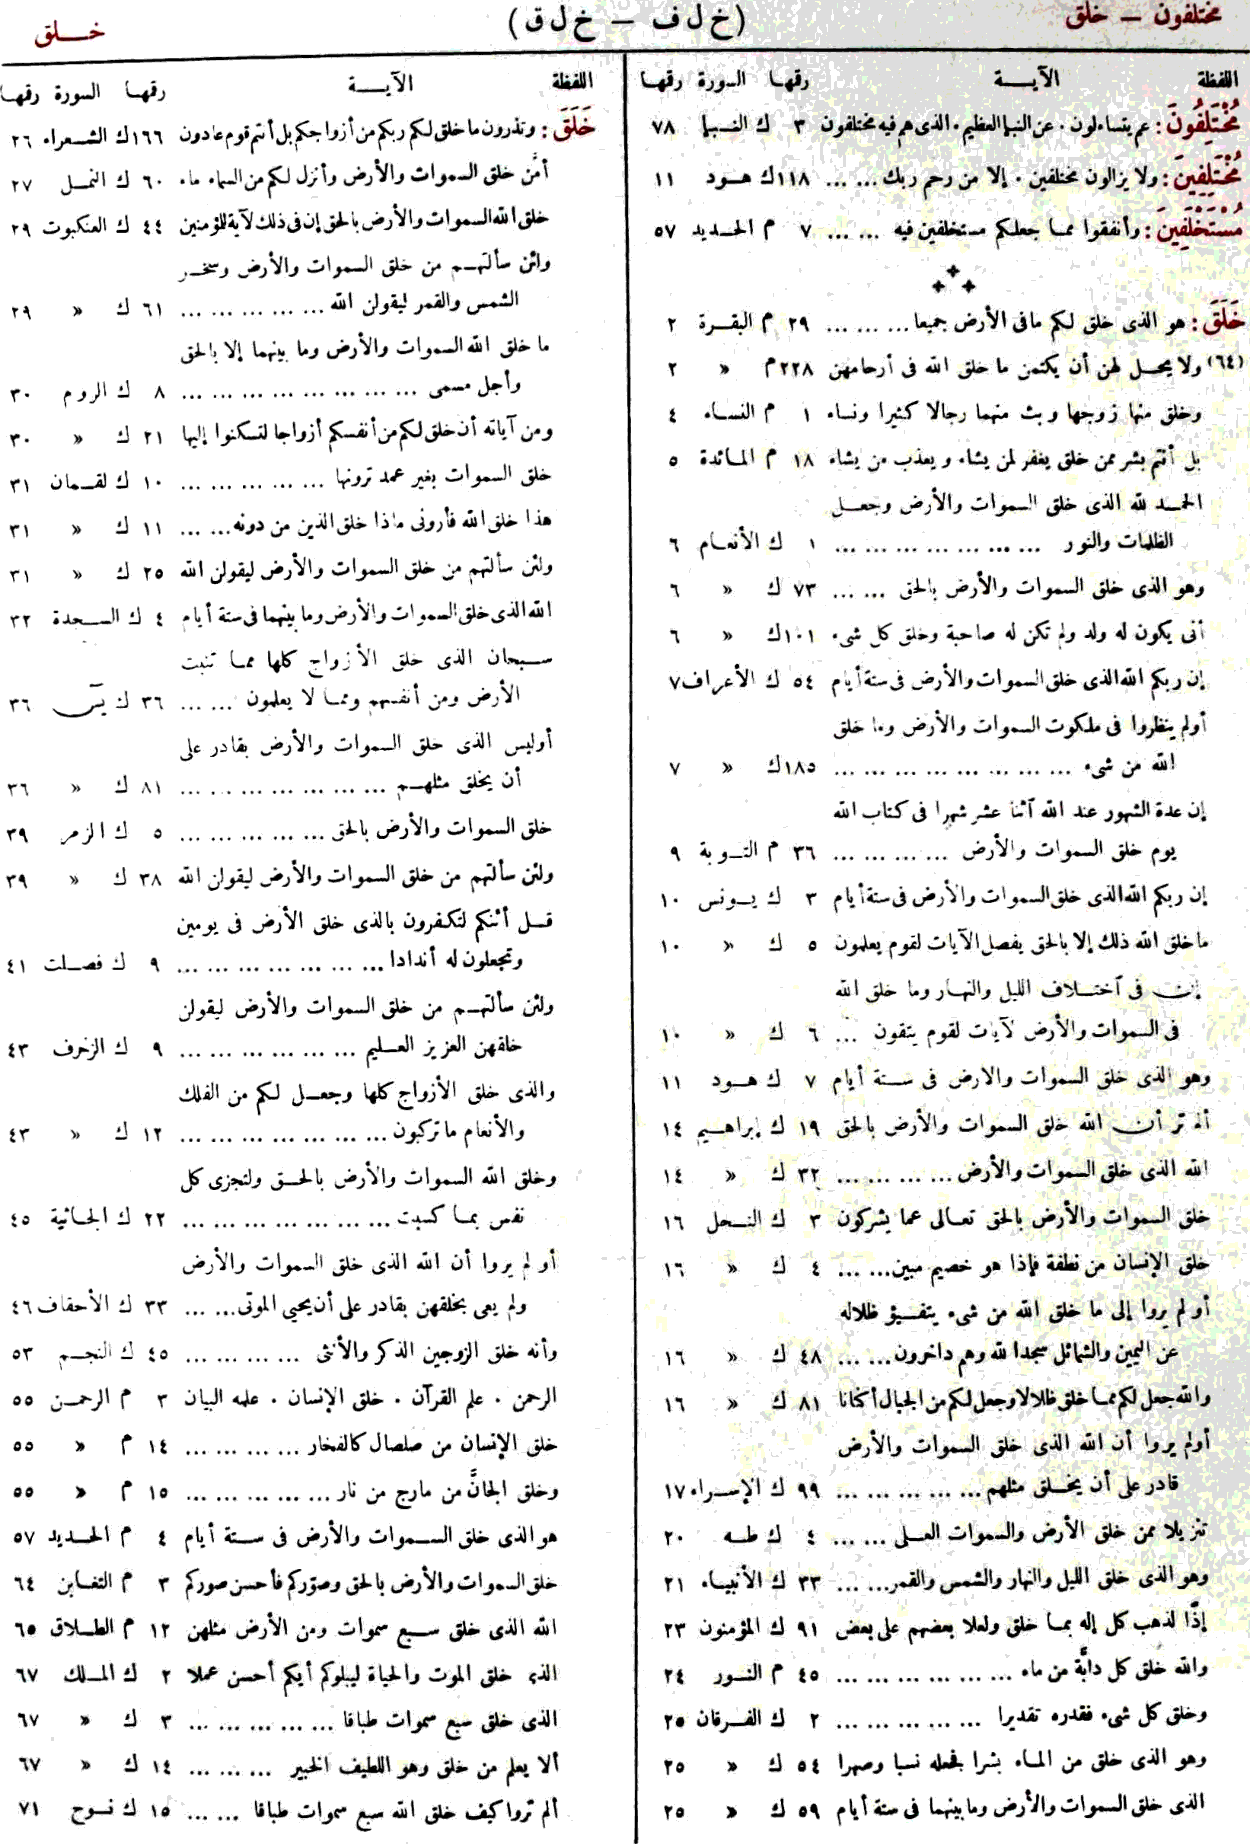 مختلفون — خلق
(خ ل ف — خ ل ق)
خلق
اللفظة الآية رقمها السورة رقمها
مُخْتَلِفُونَ: عم يتساءلون . عن النبإ العظيم . الذى هم فيه مختلفون ٣ ك النبإ ٧٨
مُخْتَلِفِينَ: ولا يزالون مختلفين . إلا من رحم ربك ... ... ١١٨ ك هود ١١
مُسْتَخْلَفِينَ: وأنفقوا مما جعلكم مستخلفين فيه ... ... ٧ م الحديد ٥٧
خَلَقَ: هو الذى خلق لكم مافى الأرض جميعا ... ... ... ٢٩ م البقرة ٢
(٦٤) ولا يحل لهن أن يكتمن ما خلق الله فى أرحامهن ٢٢٨ م » ٢
وخلق منها زوجها وبث منهما رجالا كثيرا ونساء ١ م النساء ٤
بل أنتم بشر ممن خلق يغفر لمن يشاء ويعذب من يشاء ١٨ م المائدة ٥
الحمد لله الذى خلق السموات والأرض وجعل
الظلمات والنور ... ... ... ... ... ... ... ١ ك الأنعام ٦
وهو الذى خلق السموات والأرض بالحق ... ... ٧٣ ك » ٦
أنى يكون له ولد ولم تكن له صاحبة وخلق كل شىء ١٠١ ك » ٦
إن ربكم الله الذى خلق السموات والأرض فى ستة أيام ٥٤ ك الأعراف ٧
أولم ينظروا فى ملكوت السموات والأرض وما خلق
الله من شىء ... ... ... ... ... ... ... ... ١٨٥ ك » ٧
إن عدة الشهور عند الله آثنا عشر شهرا فى كتاب الله
يوم خلق السموات والأرض ... ... ... ... ٣٦ م التوبة ٩
إن ربكم الله الذى خلق السموات والأرض فى ستة أيام ٣ ك يونس ١٠
ما خلق الله ذلك إلا بالحق يفصل الآيات لقوم يعلمون ٥ ك » ١٠
إن فى آختلاف الليل والنهار وما خلق الله
فى السموات والأرض لآيات لقوم يتقون ... ٦ ك » ١٠
وهو الذى خلق السموات والارض فى ستة أيام ٧ ك هود ١١
ألم تر أن الله خلق السموات والأرض بالحق ١٩ ك إبراهيم ١٤
الله الذى خلق السموات والأرض ... ... ... ... ٣٢ ك » ١٤
خلق السموات والأرض بالحق تعالى عما يشركون ٣ ك النحل ١٦
خلق الإنسان من نطفة فإذا هو خصيم مبين ... ... ٤ ك » ١٦
أو لم يروا إلى ما خلق الله من شىء يتفيؤ ظلاله
عن اليمين والشمائل سجدا لله وهم داخرون ... ... ٤٨ ك » ١٦
والله جعل لكم مما خلق ظلالا وجعل لكم من الجبال أكنانا ٨١ ك » ١٦
أولم يروا أن الله الذى خلق السموات والأرض
قادر على أن يخلق مثلهم ... ... ... ... ... ٩٩ ك الإسراء ١٧
تنزيلا ممن خلق الأرض والسموات العلى ... ... ٤ ك طه ٢٠
وهو الذى خلق الليل والنهار والشمس والقمر ... ... ٣٣ ك الأنبياء ٢١
إذًا لذهب كل إله بما خلق ولعلا بعضهم على بعض ٩١ ك المؤمنون ٢٣
والله خلق كل دابَّة من ماء ... ... ... ... ... ... ٤٥ م النور ٢٤
وخلق كل شىء فقدره تقديرا ... ... ... ... ... ٢ ك الفرقان ٢٥
وهو الذى خلق من الماء بشرا فجعله نسبا وصهرا ٥٤ ك » ٢٥
الذى خلق السموات والأرض وما بينهما فى ستة أيام ٥٩ ك » ٢٥
اللفظة الآية رقمها السورة رقمها
خَلَقَ: وتذرون ما خلق لكم ربكم من أزواجكم بل أنتم قوم عادون ١٦٦ ك الشعراء ٢٦
أمَّن خلق السموات والأرض وأنزل لكم من السماء ماء ٦٠ ك النمل ٢٧
خلق الله السموات والأرض بالحق إن فى ذلك لآية للؤمنين ٤٤ ك العنكبوت ٢٩
ولئن سألتهم من خلق السموات والأرض وسخر
الشمس والقمر ليقولن الله ... ... ... ... ... ٦١ ك » ٢٩
ما خلق الله السموات والأرض وما بينهما إلا بالحق
وأجل مسمى ... ... ... ... ... ... ... ... ٨ ك الروم ٣٠
ومن آياته أن خلق لكم من أنفسكم أزواجا لتسكنوا إليها ٢١ ك » ٣٠
خلق السموات بغير عمد ترونها ... ... ... ... ... ١٠ ك لقمان ٣١
هذا خلق الله فأرونى ماذا خلق الذين من دونه ... ... ١١ ك » ٣١
ولئن سألتهم من خلق السموات والأرض ليقولن الله ٢٥ ك » ٣١
الله الذى خلق السموات والأرض وما بينهما فى ستة أيام ٤ ك السجدة ٣٢
سبحان الذى خلق الأزواج كلها مما تنبت
الأرض ومن أنفسهم ومما لا يعلمون ... ... ٣٦ ك يس ٣٦
أوليس الذى خلق السموات والأرض بقادر على
أن يخلق مثلهم ... ... ... ... ... ... ... ٨١ ك » ٣٦
خلق السموات والأرض بالحق ... ... ... ... ... ٥ ك الزمر ٣٩
ولئن سألتهم من خلق السموات والأرض ليقولن الله ٣٨ ك » ٣٩
قل أئنكم لتكفرون بالذى خلق الأرض فى يومين
وتجعلون له أندادا ... ... ... ... ... ... ... ٩ ك فصلت ٤١
ولئن سألتهم من خلق السموات والأرض ليقولن
خلقهن العزيز العليم ... ... ... ... ... ... ٩ ك الزخرف ٤٣
والذى خلق الأزواج كلها وجعل لكم من الفلك
والأنعام ما تركبون ... ... ... ... ... ... ... ١٢ ك » ٤٣
وخلق الله السموات والأرض بالحق ولتجزى كل
نفس بما كسبت ... ... ... ... ... ... ... ٢٢ ك الجاثية ٤٥
أو لم يروا أن الله الذى خلق السموات والأرض
ولم يعى بخلقهن بقادر على أن يحيي الموتى ... ... ٣٣ ك الأحقاف ٤٦
وأنه خلق الزوجين الذكر والأنثى ... ... ... ... ٤٥ ك النجم ٥٣
الرحمن . علم القرآن . خلق الإنسان . علمه البيان ٣ م الرحمن ٥٥
خلق الإنسان من صلصال كالفخار ... ... ... ... ١٤ م » ٥٥
وخلق الجانَّ من مارج من نار ... ... ... ... ... ١٥ م » ٥٥
هو الذى خلق السموات والأرض فى ستة أيام ٤ م الحديد ٥٧
خلق السموات والأرض بالحق وصوّركم فأحسن صوركم ٣ م التغابن ٦٤
الله الذى خلق سبع سموات ومن الأرض مثلهن ١٢ م الطلاق ٦٥
الذى خلق الموت والحياة ليبلوكم أيكم أحسن عملا ٢ ك الملك ٦٧
الذى خلق سبع سموات طباقا ... ... ... ... ... ٣ ك » ٦٧
ألا يعلم من خلق وهو اللطيف الخبير ... ... ... ١٤ ك » ٦٧
ألم تروا كيف خلق الله سبع سموات طباقا ... ... ١٥ ك نوح ٧١